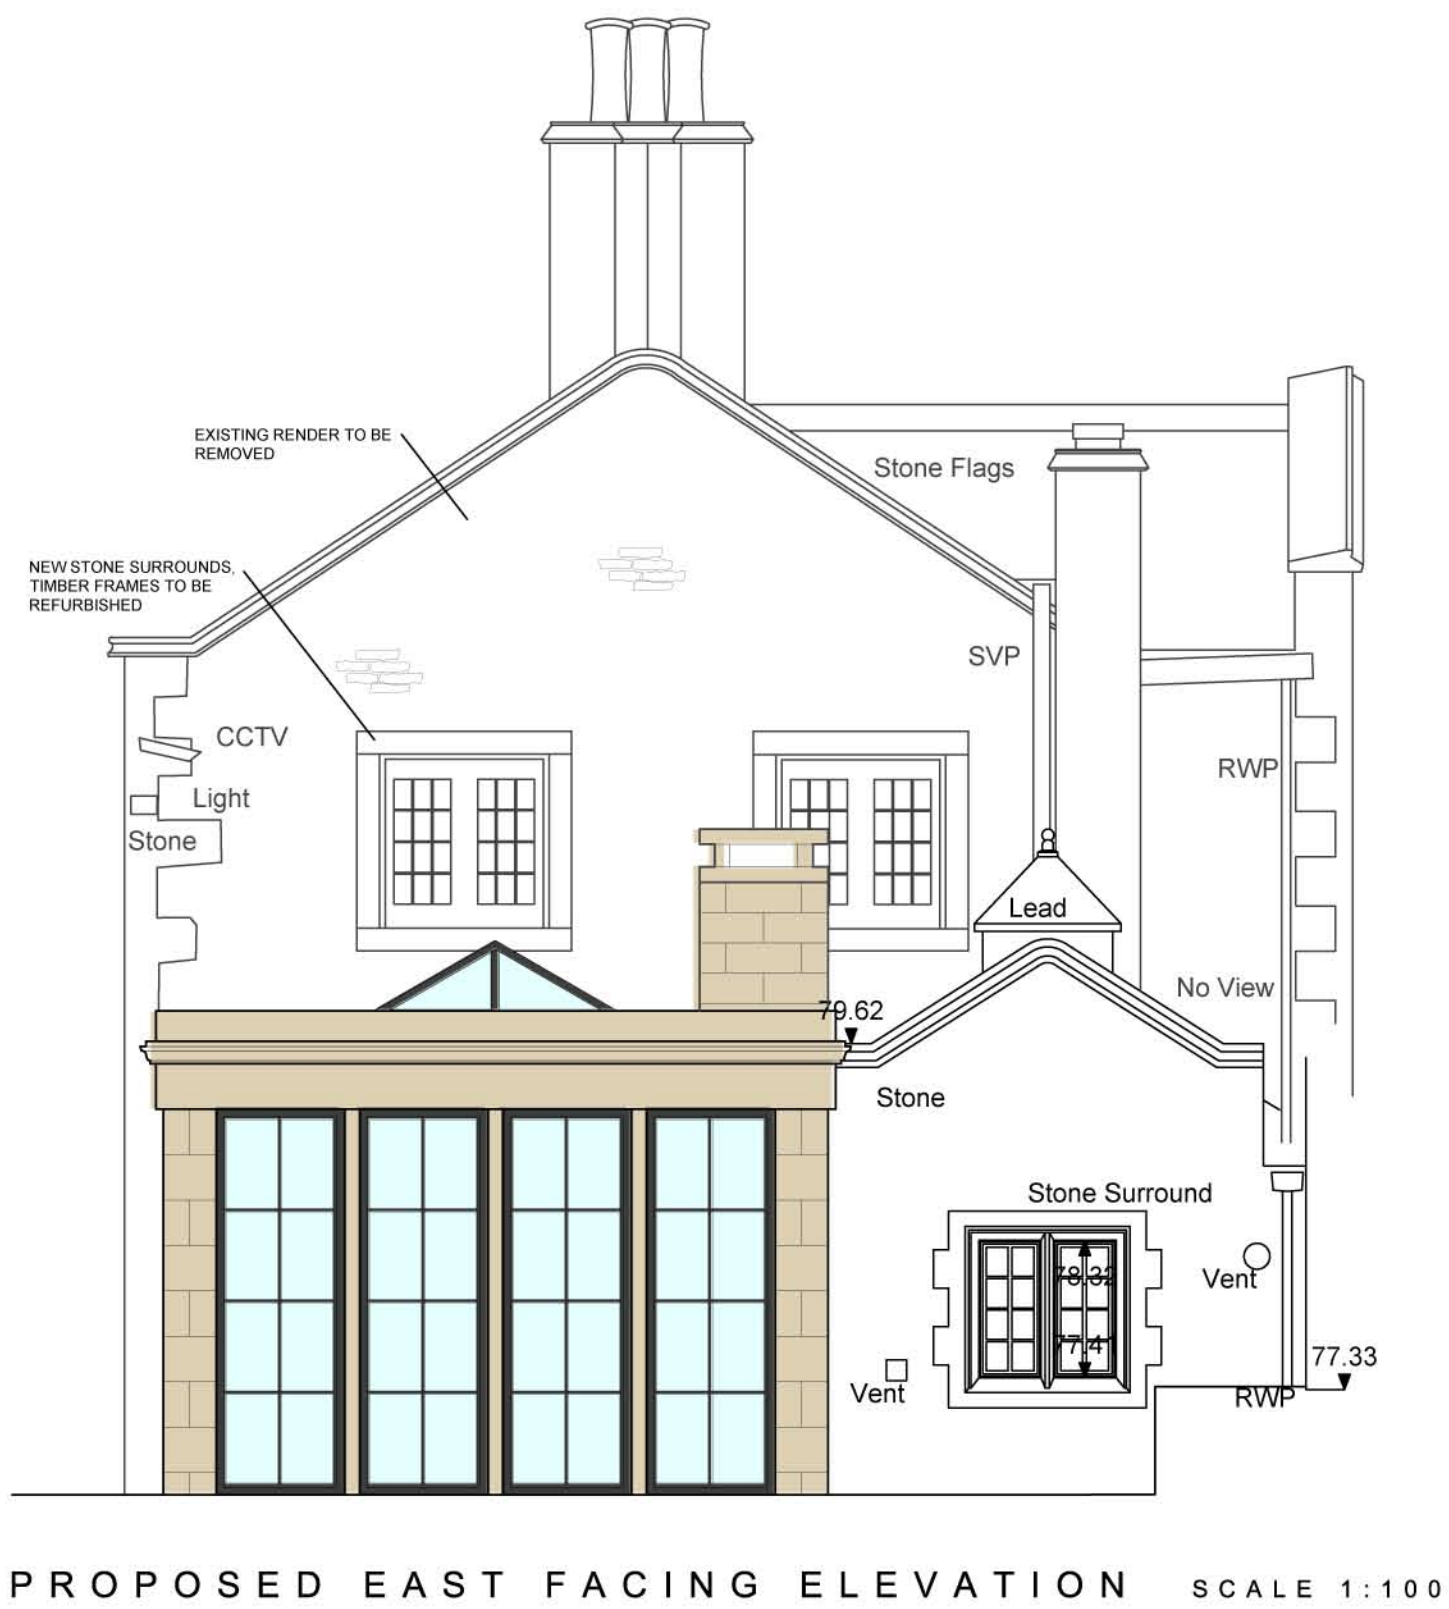 EXISTING RENDER TO BE
REMOVED
Stone Flags
NEW STONE SURROUNDS,
TIMBER FRAMES TO BE
REFURBISHED
SVP
CCTV
RWP
Light
Stone
Lead
No View
79.62
Stone
Stone Surround
Vent
78.32
77.41
77.33
Vent
RWP
PROPOSED EAST FACING ELEVATION SCALE 1:100